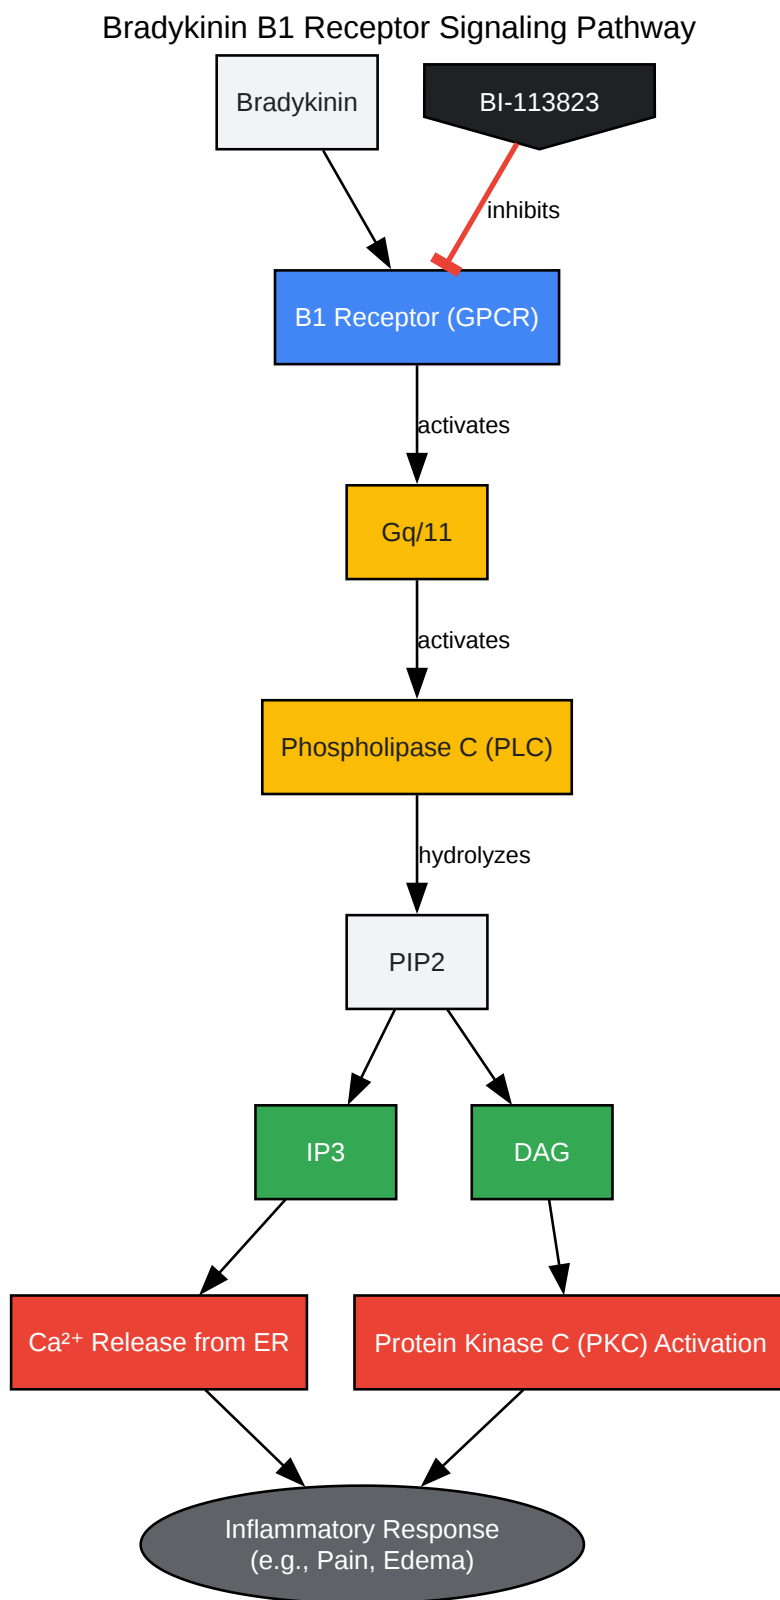 Bradykinin B1 Receptor Signaling Pathway
Bradykinin
BI-113823
inhibits
B1 Receptor (GPCR)
activates
Gq/11
activates
Phospholipase C (PLC)
hydrolyzes
PIP2
IP3
DAG
Ca²⁺ Release from ER
Protein Kinase C (PKC) Activation
Inflammatory Response
(e.g., Pain, Edema)